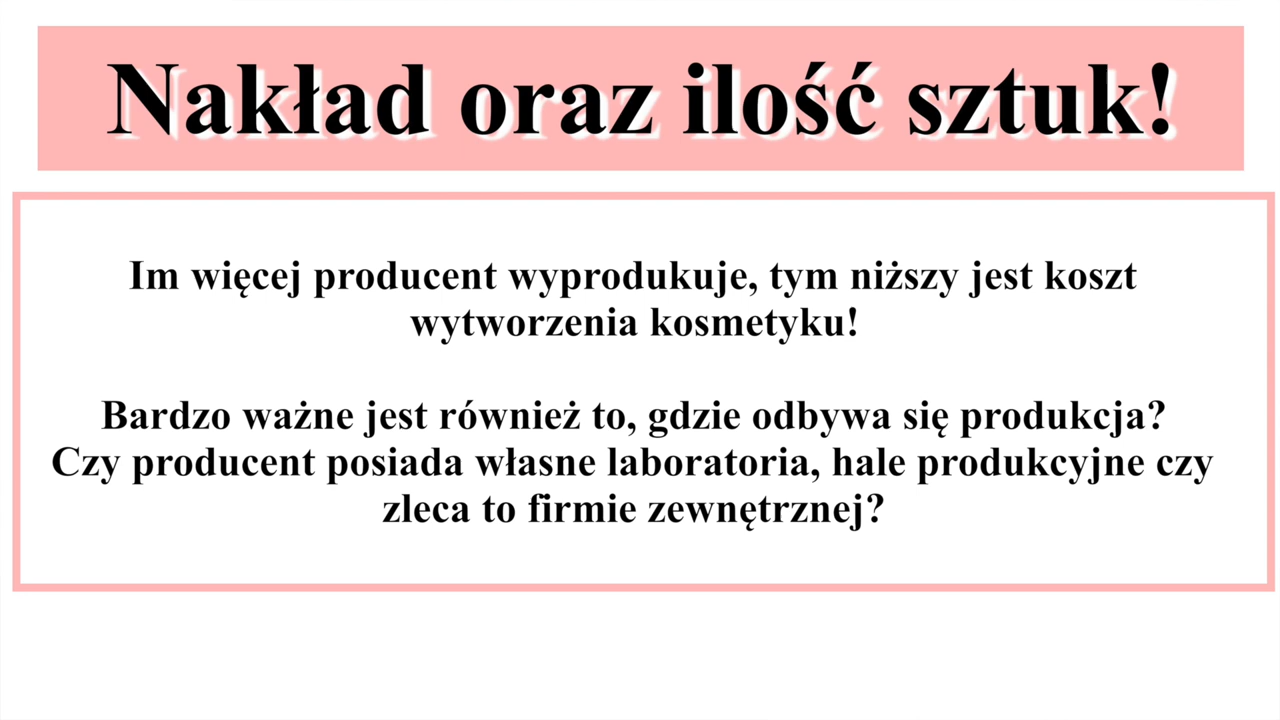 Nakład oraz ilość sztuk!
Im więcej producent wyprodukuje, tym niższy jest koszt
wytworzenia kosmetyku!
Bardzo ważne jest również to, gdzie odbywa się produkcja?
Czy producent posiada własne laboratoria, hale produkcyjne czy
zleca to firmie zewnętrznej?